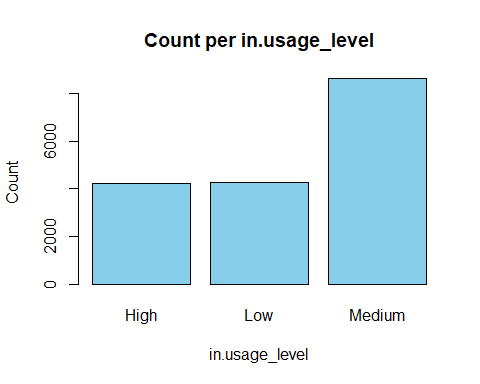 Count per in.usage_level
Count
6000
2000
0
High Low Medium
in.usage_level